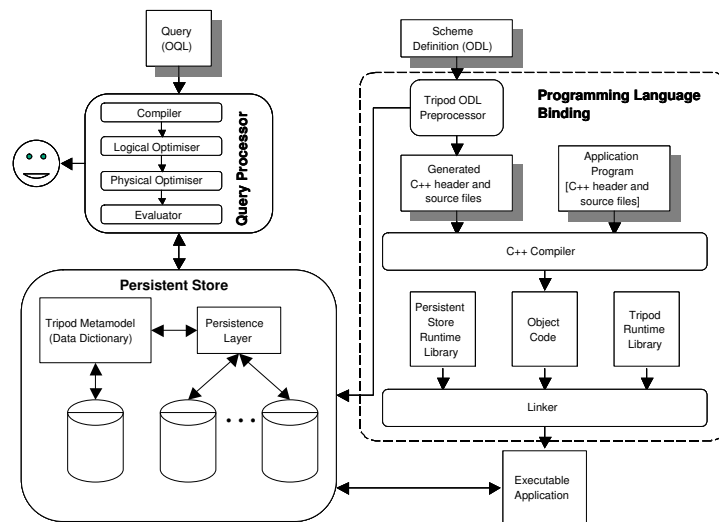 Query
(OQL)
Scheme
Definition (ODL)
Compiler
Logical Optimiser
Physical Optimiser
Evaluator
Query Processor
Tripod ODL
Preprocessor
Programming Language
Binding
Generated
C++ header and
source files
Application
Program
[C++ header and
source files]
C++ Compiler
Persistent Store
Tripod Metamodel
(Data Dictionary)
Persistence
Layer
Persistent
Store
Runtime
Library
Object
Code
Tripod
Runtime
Library
Linker
Executable
Application